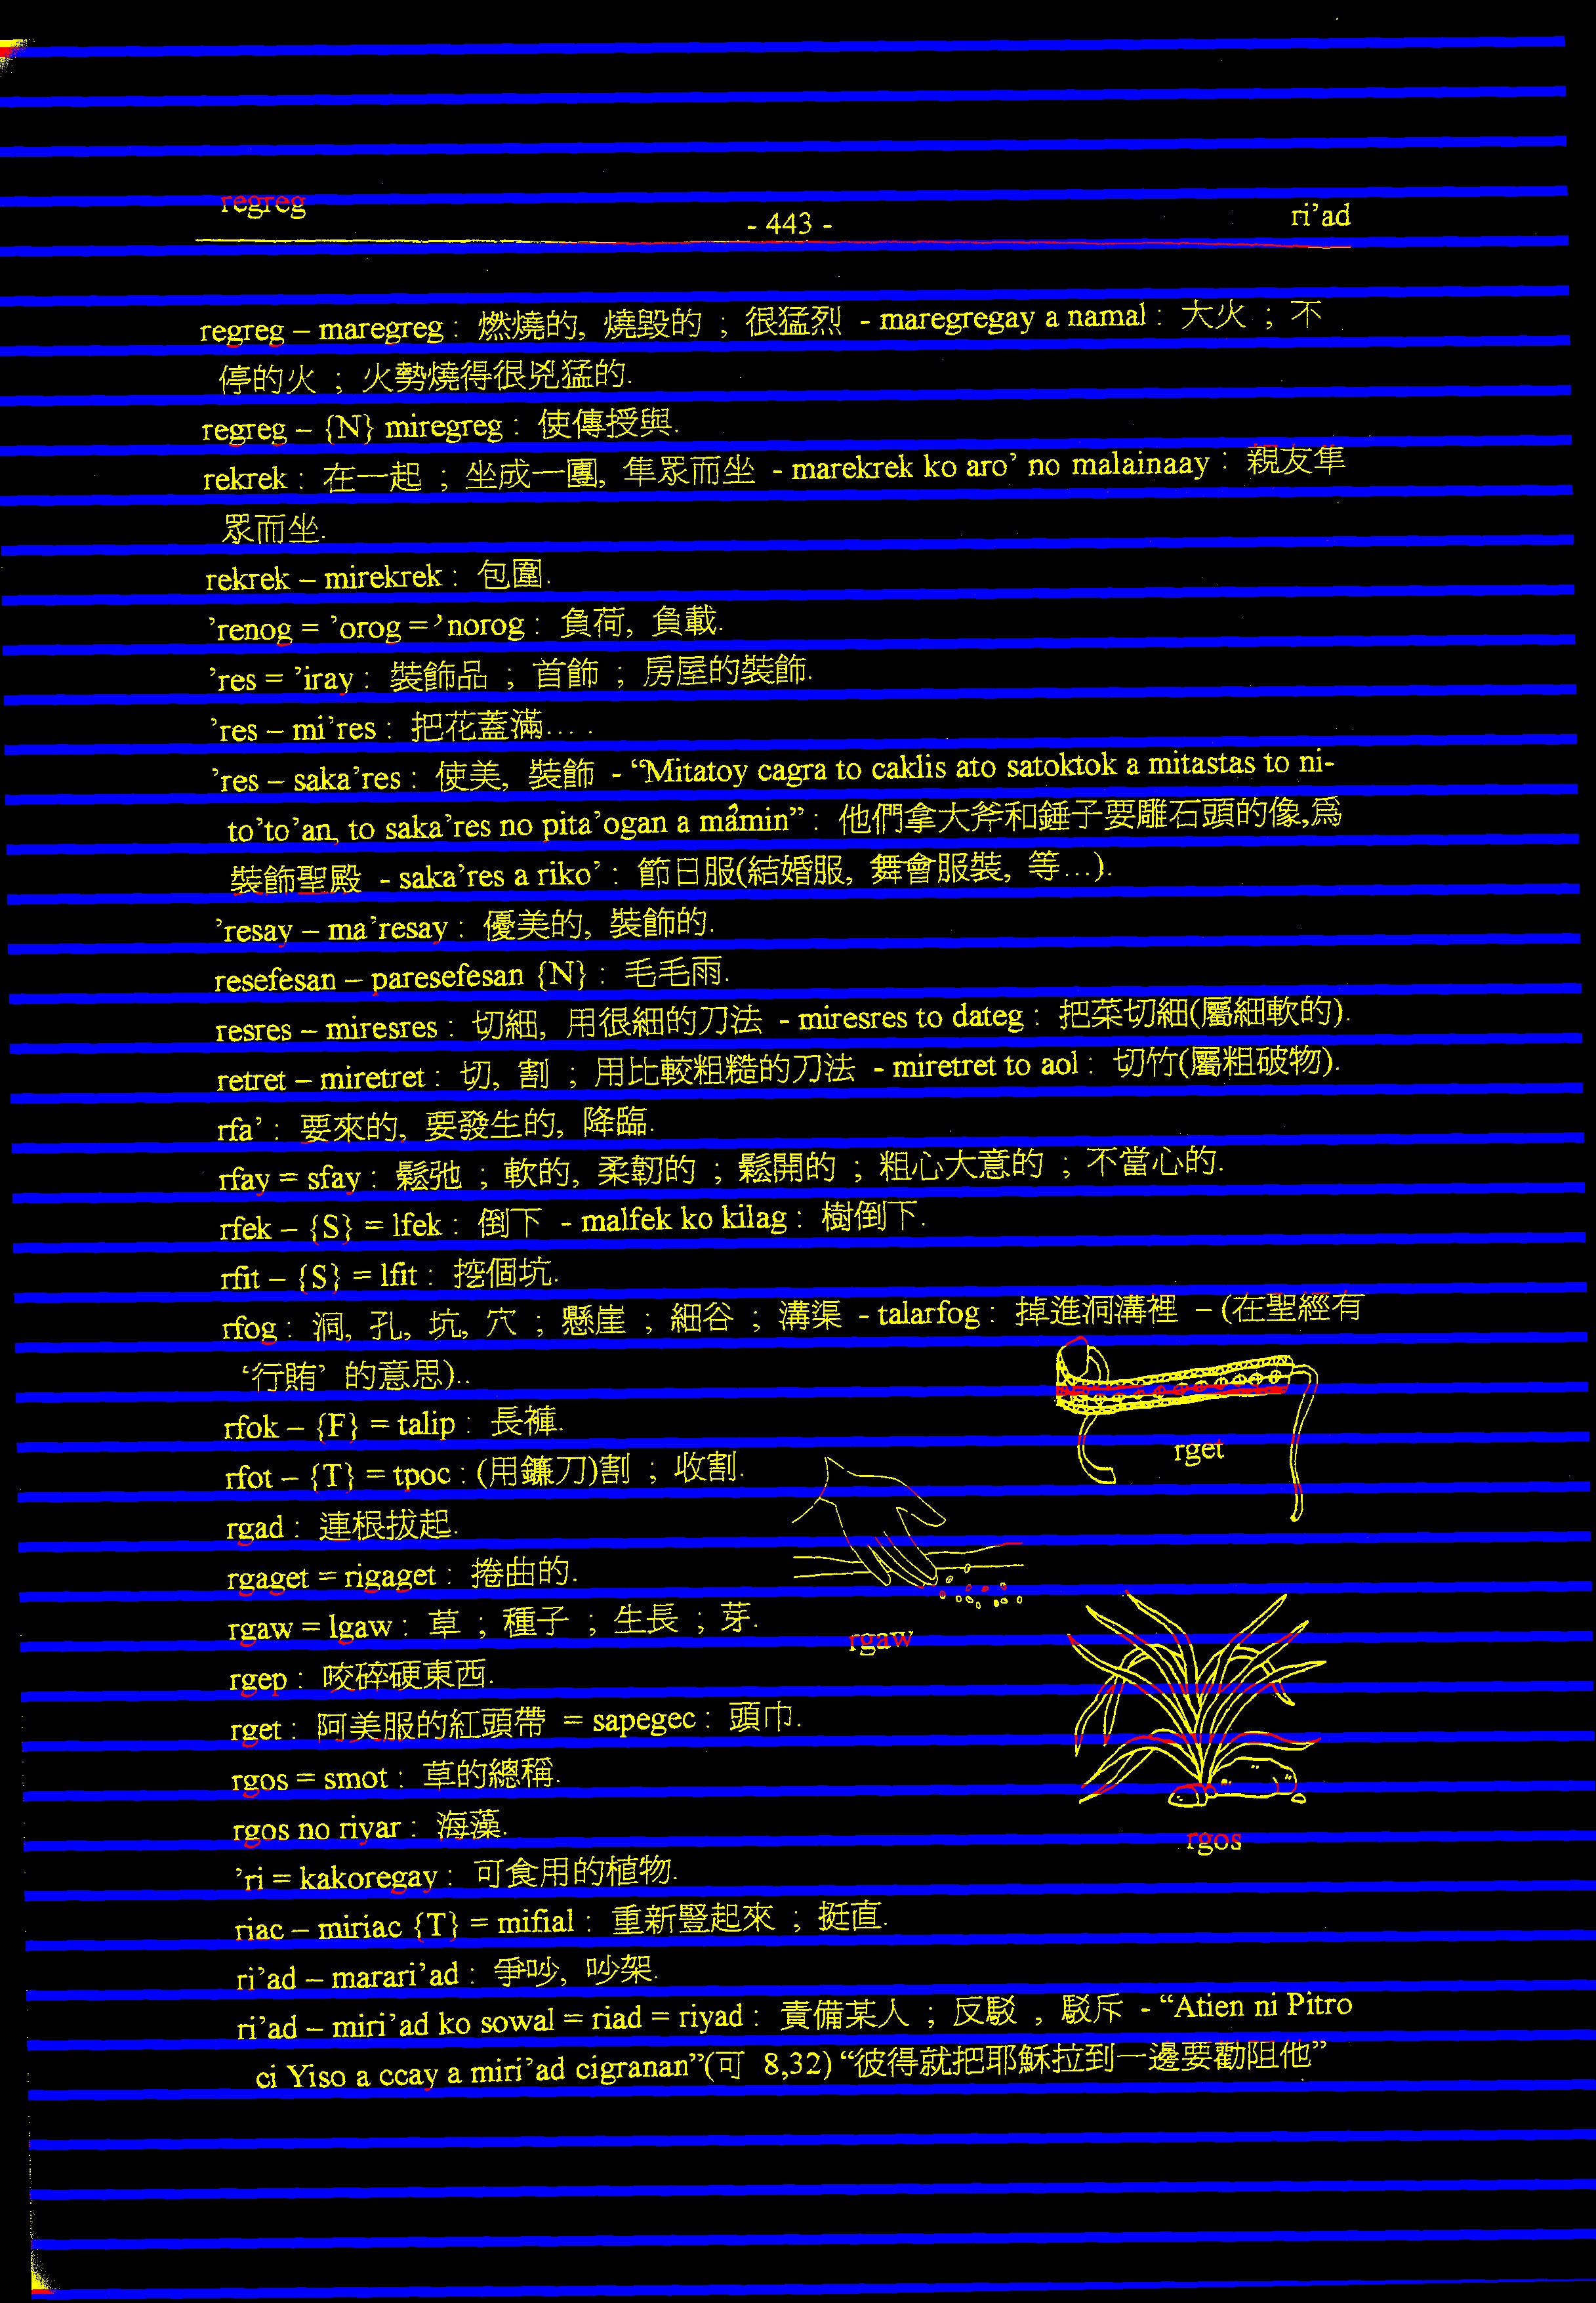 regreg - 443 - ri’ad
regreg – maregreg : 燃燒的, 燒毀的 ; 很猛烈 - maregregay a namal : 大火 ; 不
停的火 ; 火勢燒得很兇猛的.
regreg – {N} miregreg : 使傳授與.
rekrek : 在一起 ; 坐成一團, 隼眾而坐 - marekrek ko aro’ no malainaay : 親友隼
眾而坐.
rekrek – mirekrek : 包圍.
’renog = ’orog =’norog : 負荷, 負載.
’res = ’iray : 裝飾品 ; 首飾 ; 房屋的裝飾.
’res – mi’res : 把花蓋滿... .
’res – saka’res : 使美, 裝飾 - “Mitatoy cagra to caklis ato satoktok a mitastas to ni-
to’to’an, to saka’res no pita’ogan a mamin” : 他們拿大斧和錘子要雕石頭的像,爲
裝飾聖殿 - saka’res a riko’ : 節日服(結婚服, 舞會服裝, 等...).
’resay – ma’resay : 優美的, 裝飾的.
resefesan – paresefesan {N} : 毛毛雨.
resres – miresres : 切細, 用很細的刀法 - miresres to dateg : 把菜切細(屬細軟的).
retret – miretret : 切, 割 ; 用比較粗糙的刀法 - miretret to aol : 切竹(屬粗破物).
rfa’ : 要來的, 要發生的, 降臨.
rfay = sfay : 鬆弛 ; 軟的, 柔韌的 ; 鬆開的 ; 粗心大意的 ; 不當心的.
rfek – {S} = lfek : 倒下 - malfek ko kilag : 樹倒下.
rfit – {S} = lfit : 挖個坑.
rfog : 洞, 孔, 坑, 穴 ; 懸崖 ; 細谷 ; 溝渠 - talarfog : 掉進洞溝裡 – (在聖經有
‘行賄’ 的意思)..
rfok – {F} = talip : 長褲.
rget
rfot – {T} = tpoc : (用鐮刀)割 ; 收割.
rgad : 連根拔起.
rgaget = rigaget : 捲曲的.
rgaw = lgaw : 草 ; 種子 ; 生長 ; 芽.
rgaw
rgep : 咬碎硬東西.
rget : 阿美服的紅頭帶 = sapegec : 頭巾.
rgos = smot : 草的總稱.
rgos no riyar : 海藻.
rgos
’ri = kakoregay : 可食用的植物.
riac – miriac {T} = mifial : 重新豎起來 ; 挺直.
ri’ad – marari’ad : 爭吵, 吵架.
ri’ad – miri’ad ko sowal = riad = riyad : 責備某人 ; 反駁 , 駁斥 - “Atien ni Pitro
ci Yiso a ccay a miri’ad cigranan”(可 8,32) “彼得就把耶穌拉到一邊要勸阻他”